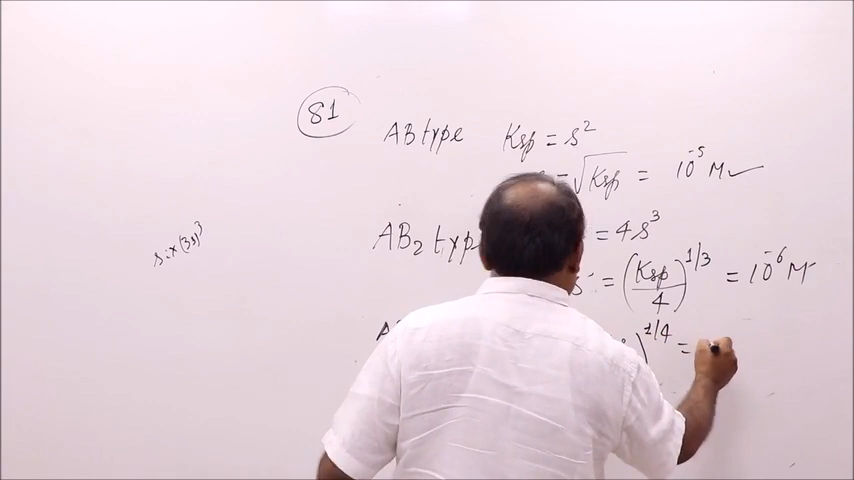 81
AB type Ksp = s²
= √Ksp = 10⁻⁵ M ✓
AB₂ typ = 4s³
s = (Ksp/4)^1/3 = 10⁻⁶ M
)^1/4 =
s × (3s)³